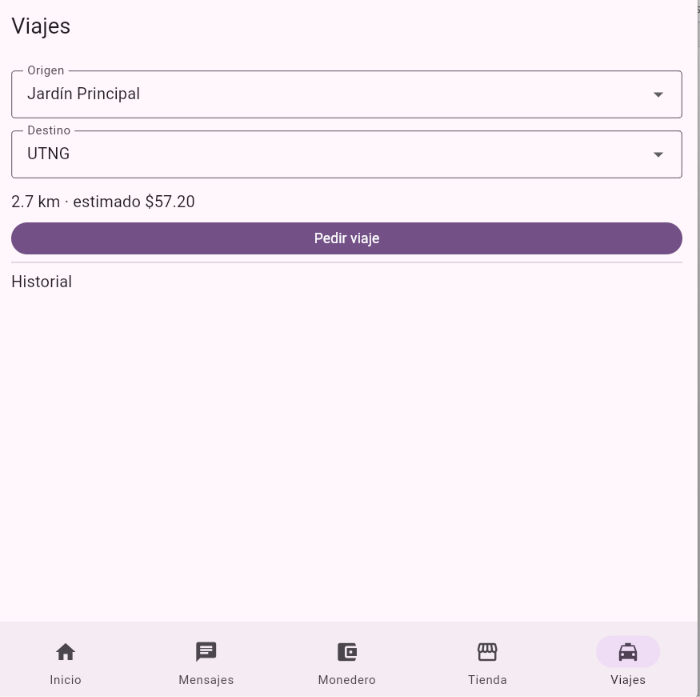 Viajes
Origen
Jardín Principal
Destino
UTNG
2.7 km · estimado $57.20
Pedir viaje
Historial
Inicio
Mensajes
Monedero
Tienda
Viajes